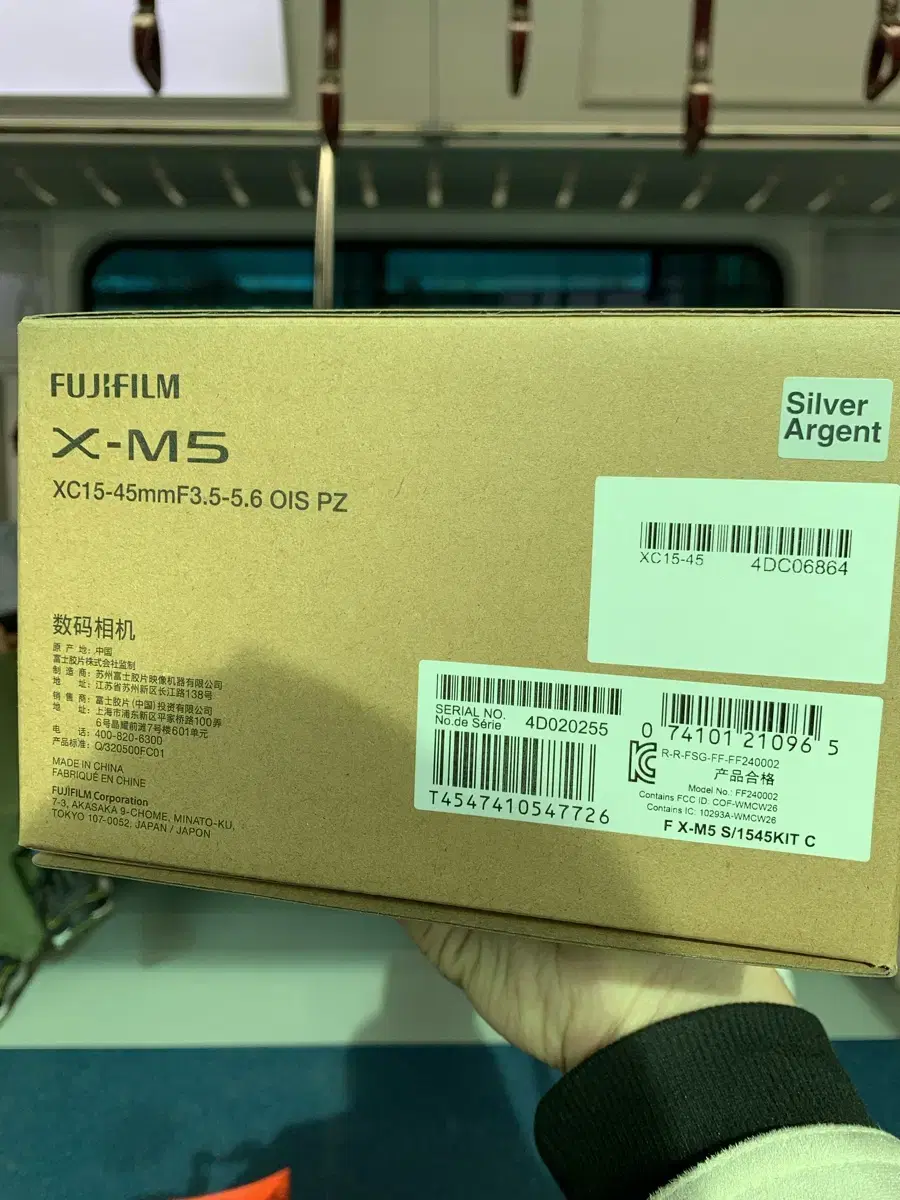 FUJIFILM
X-M5
XC15-45mmF3.5-5.6 OIS PZ
Silver
Argent
XC15-45 4DC06864
数码相机
原 产 地: 中国
富士胶片株式会社监制
制 造 商: 苏州富士胶片映像机器有限公司
地 址: 江苏省苏州新区长江路138号
销 售 商: 富士胶片(中国)投资有限公司
地 址: 上海市浦东新区平家桥路100弄
6号晶耀前滩7号楼601单元
电 话: 400-820-6300
产品标准: Q/320500FC01
MADE IN CHINA
FABRIQUÉ EN CHINE
FUJIFILM Corporation
7-3, AKASAKA 9-CHOME, MINATO-KU,
TOKYO 107-0052, JAPAN / JAPON
SERIAL NO.
No.de Série 4D020255
T4547410547726
0 74101 21096 5
R-R-FSG-FF-FF240002
产品合格
Model No.: FF240002
Contains FCC ID: COF-WMCW26
Contains IC: 10293A-WMCW26
F X-M5 S/1545KIT C